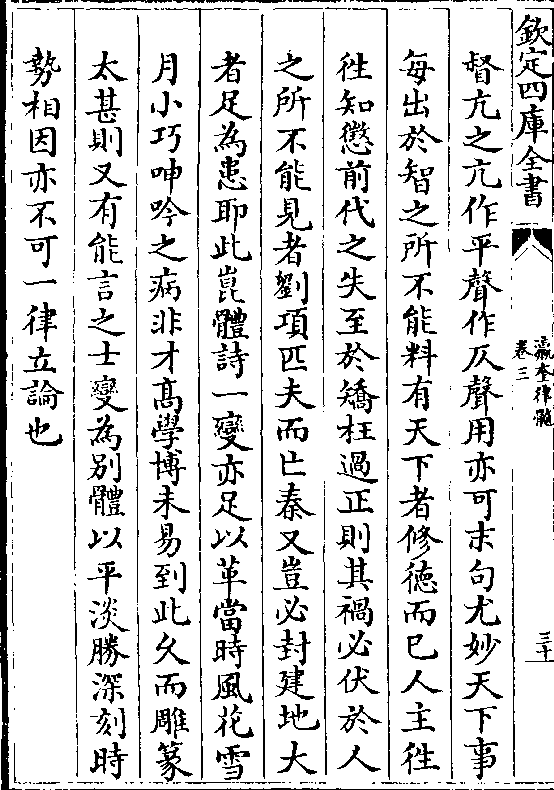 欽定四庫全書
瀛奎律髓
卷三
三十
督亢之亢作平聲作仄聲用亦可末句尤妙天下事
每出於智之所不能料有天下者修徳而已人主徃
徃知懲前代之失至於矯枉過正則其禍必伏於人
之所不能見者劉項匹夫而亡秦又豈必封建地大
者足為患耶此崑體詩一變亦足以革當時風花雪
月小巧呻吟之病非才髙學博未易到此久而雕篆
太甚則又有能言之士變為别體以平淡勝深刻時
勢相因亦不可一律立論也